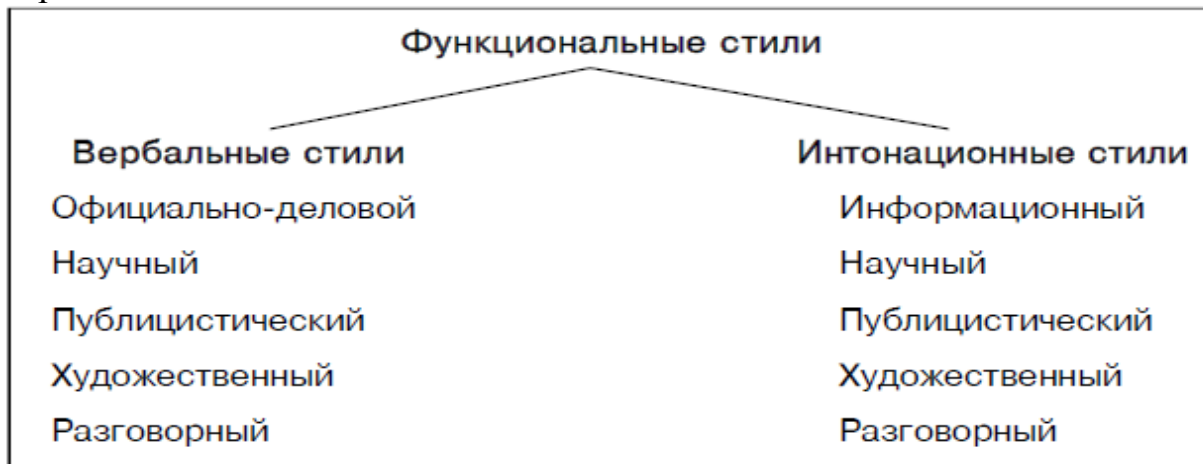 Функциональные стили
Вербальные стили
Официально-деловой
Научный
Публицистический
Художественный
Разговорный
Интонационные стили
Информационный
Научный
Публицистический
Художественный
Разговорный